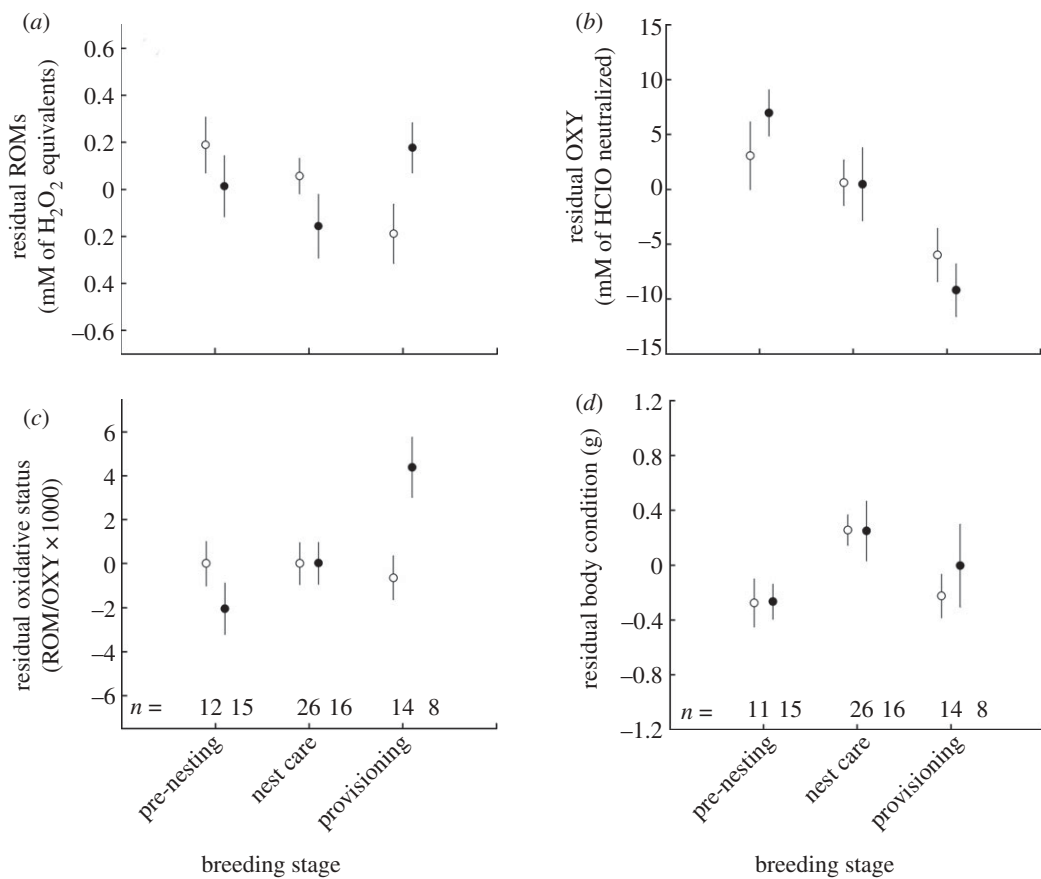 (a)
residual ROMs
(mM of H₂O₂ equivalents)
0.6
0.4
0.2
0
0.2
0.4
–0.6
(b)
residual OXY
(mM of HClO neutralized)
15
10
5
0
–5
–10
–15
(c)
residual oxidative status
(ROM/OXY × 1000)
6
4
2
0
–2
–4
–6
n = 12 15 26 16 14 8
pre-nesting
nest care
provisioning
breeding stage
(d)
residual body condition (g)
1.2
0.8
0.4
0
–0.4
–0.8
–1.2
n = 11 15 26 16 14 8
pre-nesting
nest care
provisioning
breeding stage